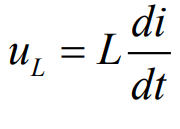 u_L = L di/dt